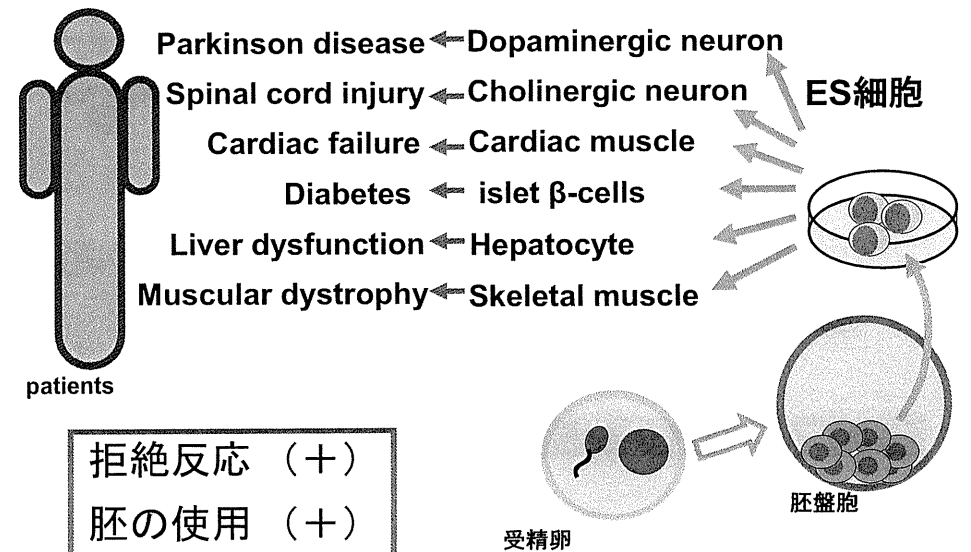 Parkinson disease
Dopaminergic neuron
Spinal cord injury
Cholinergic neuron
ES細胞
Cardiac failure
Cardiac muscle
Diabetes
islet β-cells
Liver dysfunction
Hepatocyte
Muscular dystrophy
Skeletal muscle
patients
拒絶反応 （＋）
胚の使用 （＋）
胚盤胞
受精卵